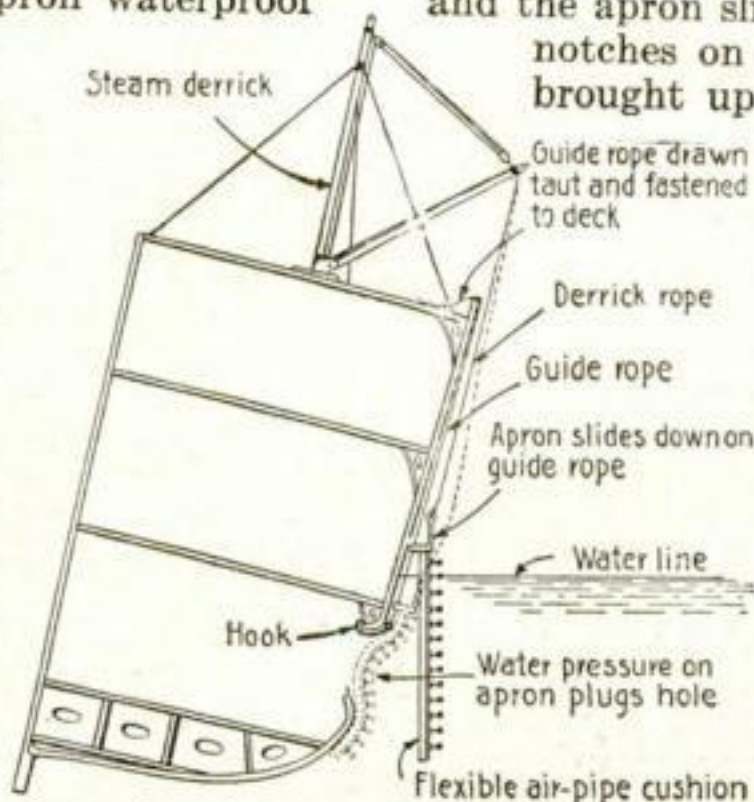 pron waterproof
and the apron sli
notches on
brought up
Steam derrick
Guide rope drawn
taut and fastened
to deck
Derrick rope
Guide rope
Apron slides down on
guide rope
Water line
Hook
Water pressure on
apron plugs hole
Flexible air-pipe cushion